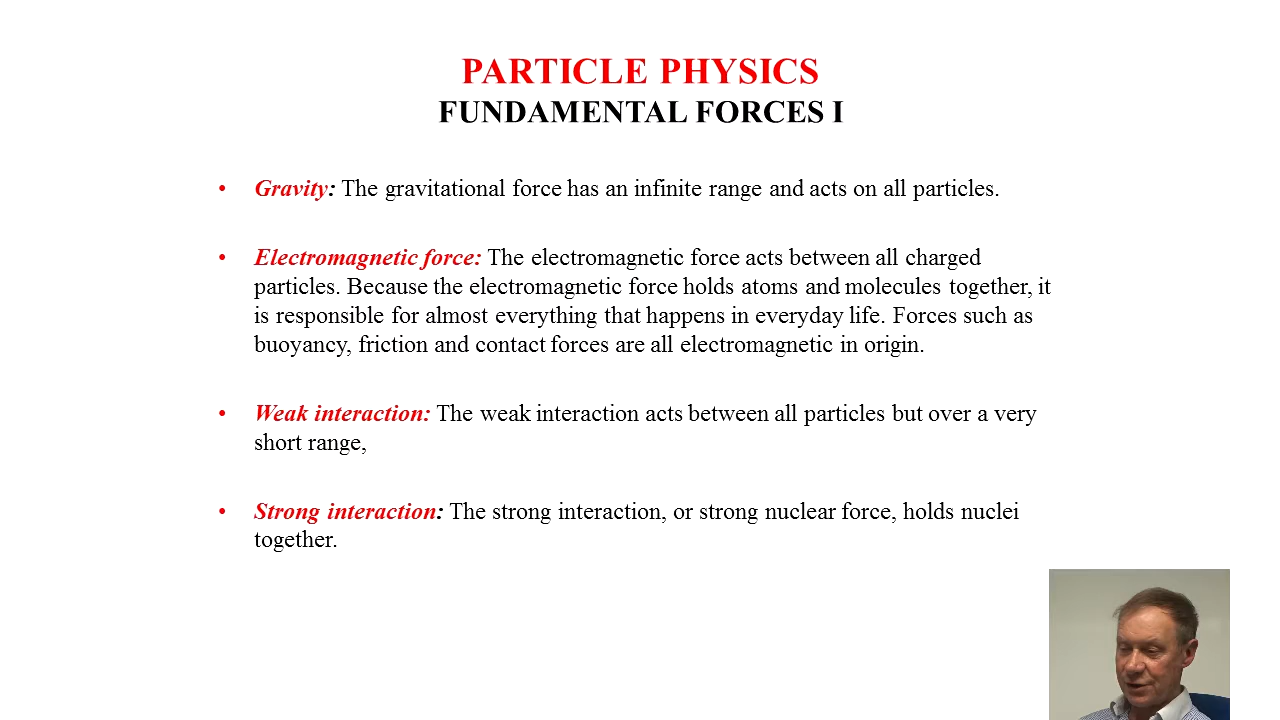 PARTICLE PHYSICS
FUNDAMENTAL FORCES I
• Gravity: The gravitational force has an infinite range and acts on all particles.
• Electromagnetic force: The electromagnetic force acts between all charged
particles. Because the electromagnetic force holds atoms and molecules together, it
is responsible for almost everything that happens in everyday life. Forces such as
buoyancy, friction and contact forces are all electromagnetic in origin.
• Weak interaction: The weak interaction acts between all particles but over a very
short range,
• Strong interaction: The strong interaction, or strong nuclear force, holds nuclei
together.